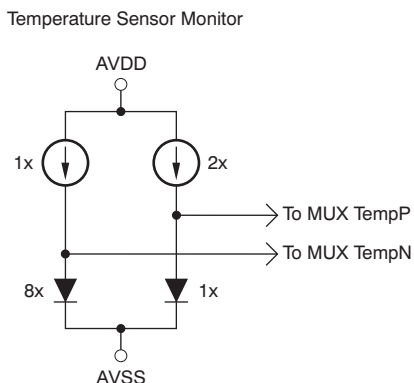 Temperature Sensor Monitor
AVDD
1x
2x
To MUX TempP
To MUX TempN
8x
1x
AVSS